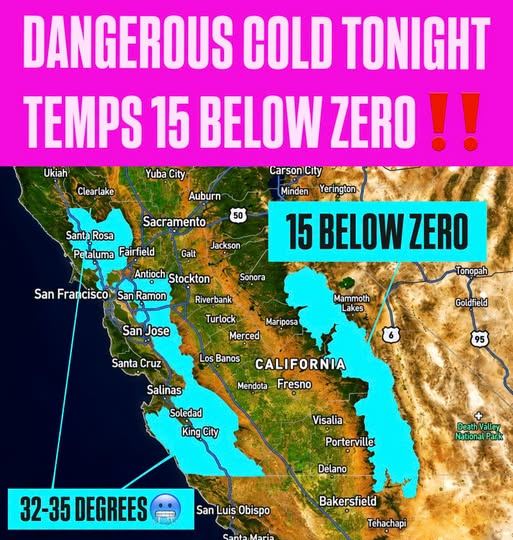 DANGEROUS COLD TONIGHT
TEMPS 15 BELOW ZERO‼️
Ukiah
Yuba City
Carson City
Clearlake
Auburn
Minden
Yerington
50
15 BELOW ZERO
Santa Rosa
Sacramento
Petaluma
Fairfield
Galt
Jackson
Antioch
Stockton
Sonora
Tonopah
San Francisco
San Ramon
Riverbank
Mammoth
Lakes
Goldfield
San Jose
Turlock
Mariposa
6
95
Merced
Santa Cruz
Los Banos
CALIFORNIA
Salinas
Mendota
Fresno
Soledad
King City
Visalia
Death Valley
National Park
Porterville
Delano
32-35 DEGREES🥶
San Luis Obispo
Bakersfield
Santa Maria
Tehachapi